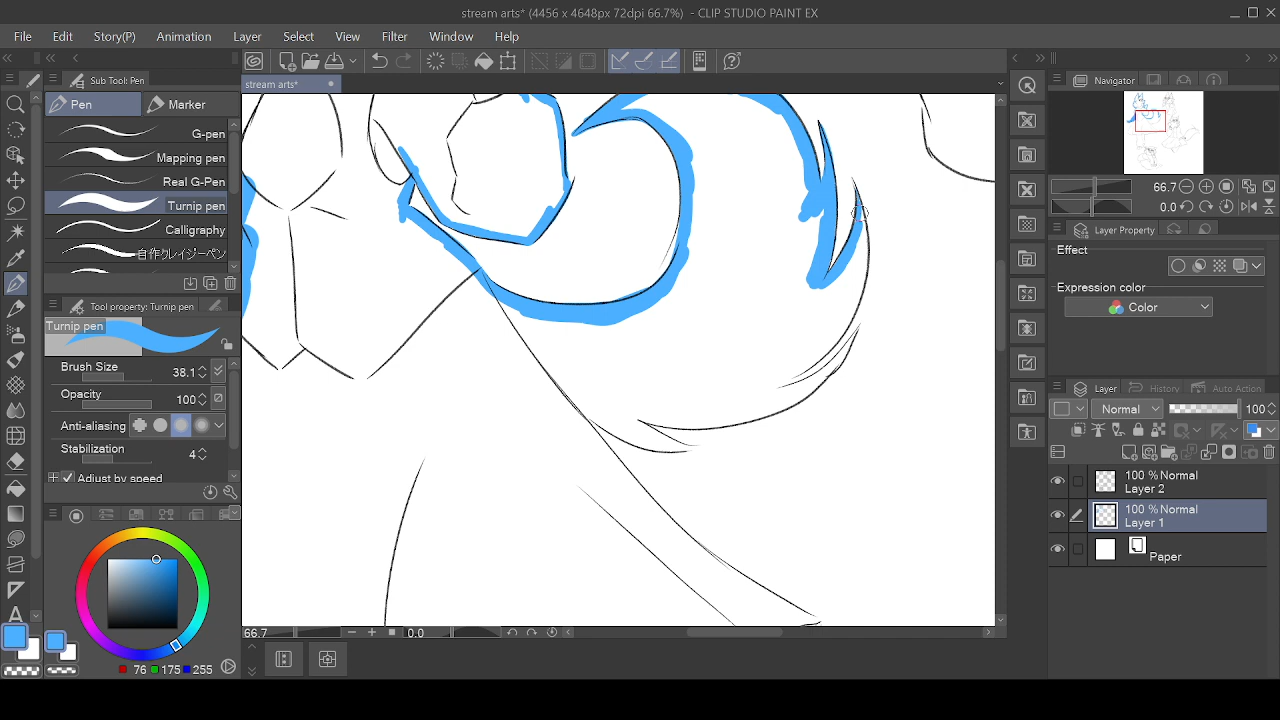 stream arts* (4456 x 4648px 72dpi 66.7%) - CLIP STUDIO PAINT EX
File Edit Story(P) Animation Layer Select View Filter Window Help
Sub Tool: Pen
stream arts*
Navigator
Pen Marker
G-pen
Mapping pen
Real G-Pen
Turnip pen
Calligraphy
自作クレイジーペン
66.7
0.0
Layer Property
Effect
Expression color
Color
Tool property: Turnip pen
Turnip pen
Brush Size 38.1
Opacity 100
Anti-aliasing
Stabilization 4
Adjust by speed
Layer History Auto Action
Normal 100
100 %Normal
Layer 2
100 %Normal
Layer 1
Paper
A
66.7 0:0
76 175 255